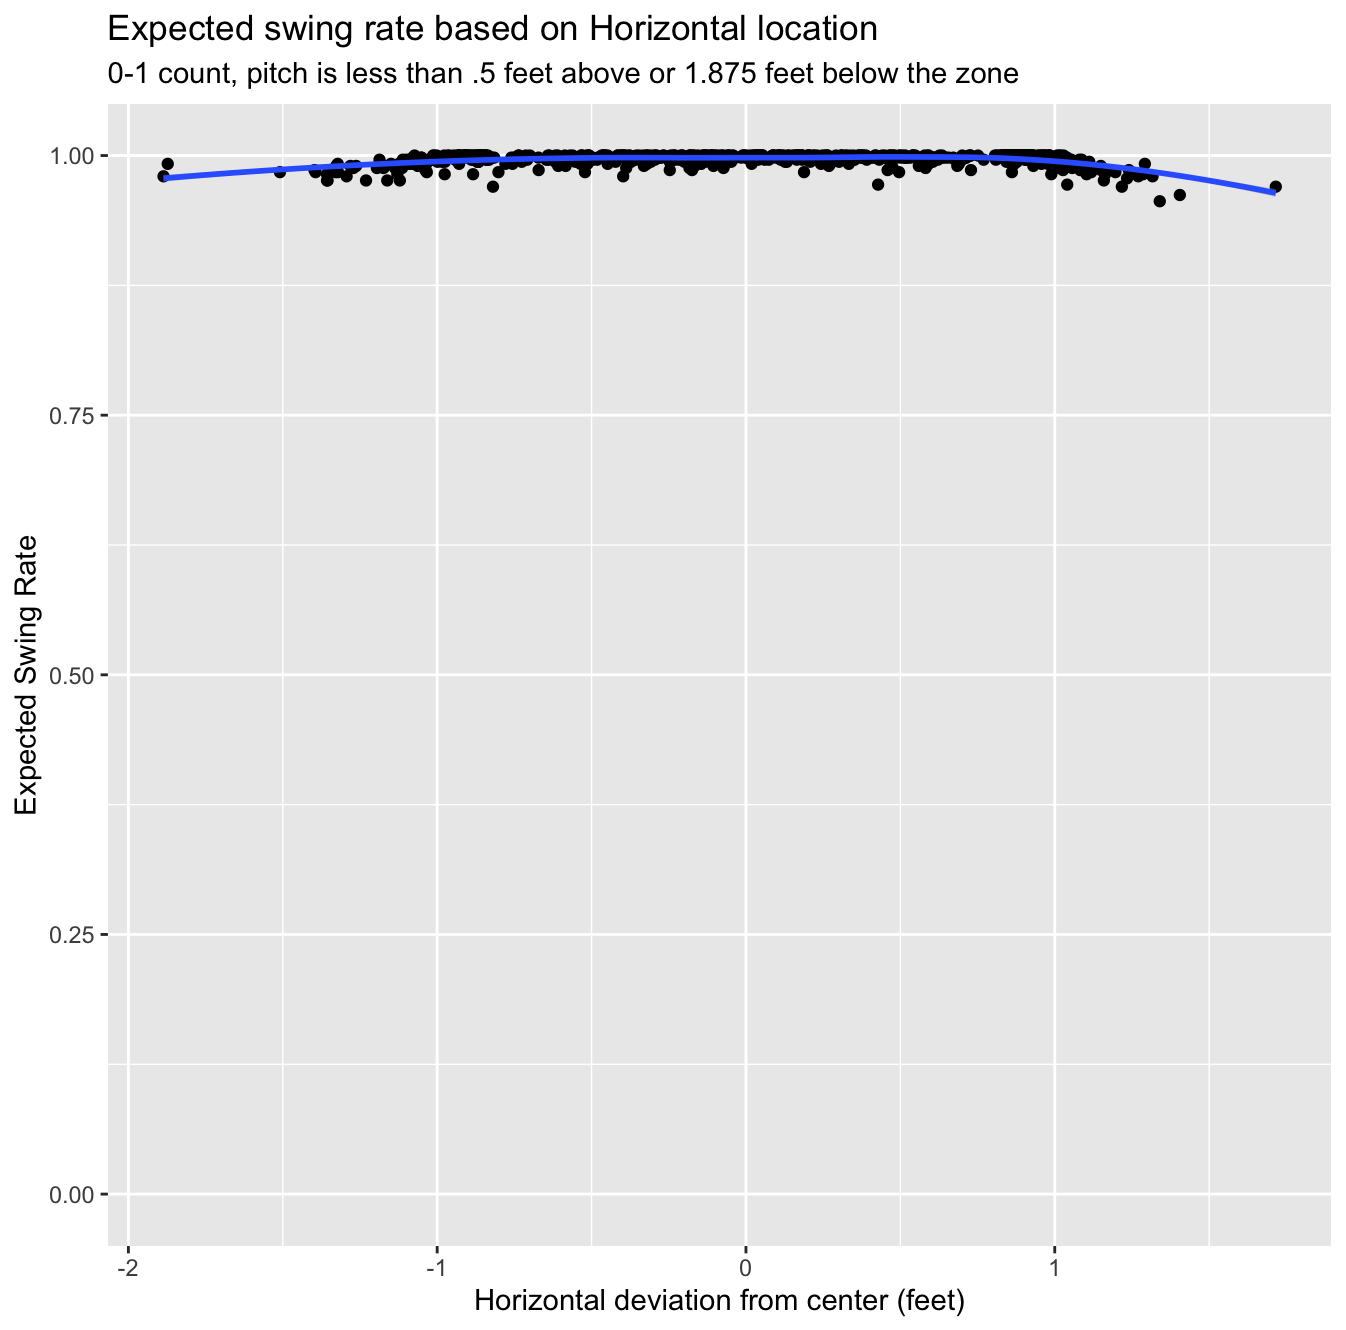 Expected swing rate based on Horizontal location
0-1 count, pitch is less than .5 feet above or 1.875 feet below the zone
1.00
0.75
0.50
0.25
0.00
Expected Swing Rate
-2
-1
0
1
Horizontal deviation from center (feet)